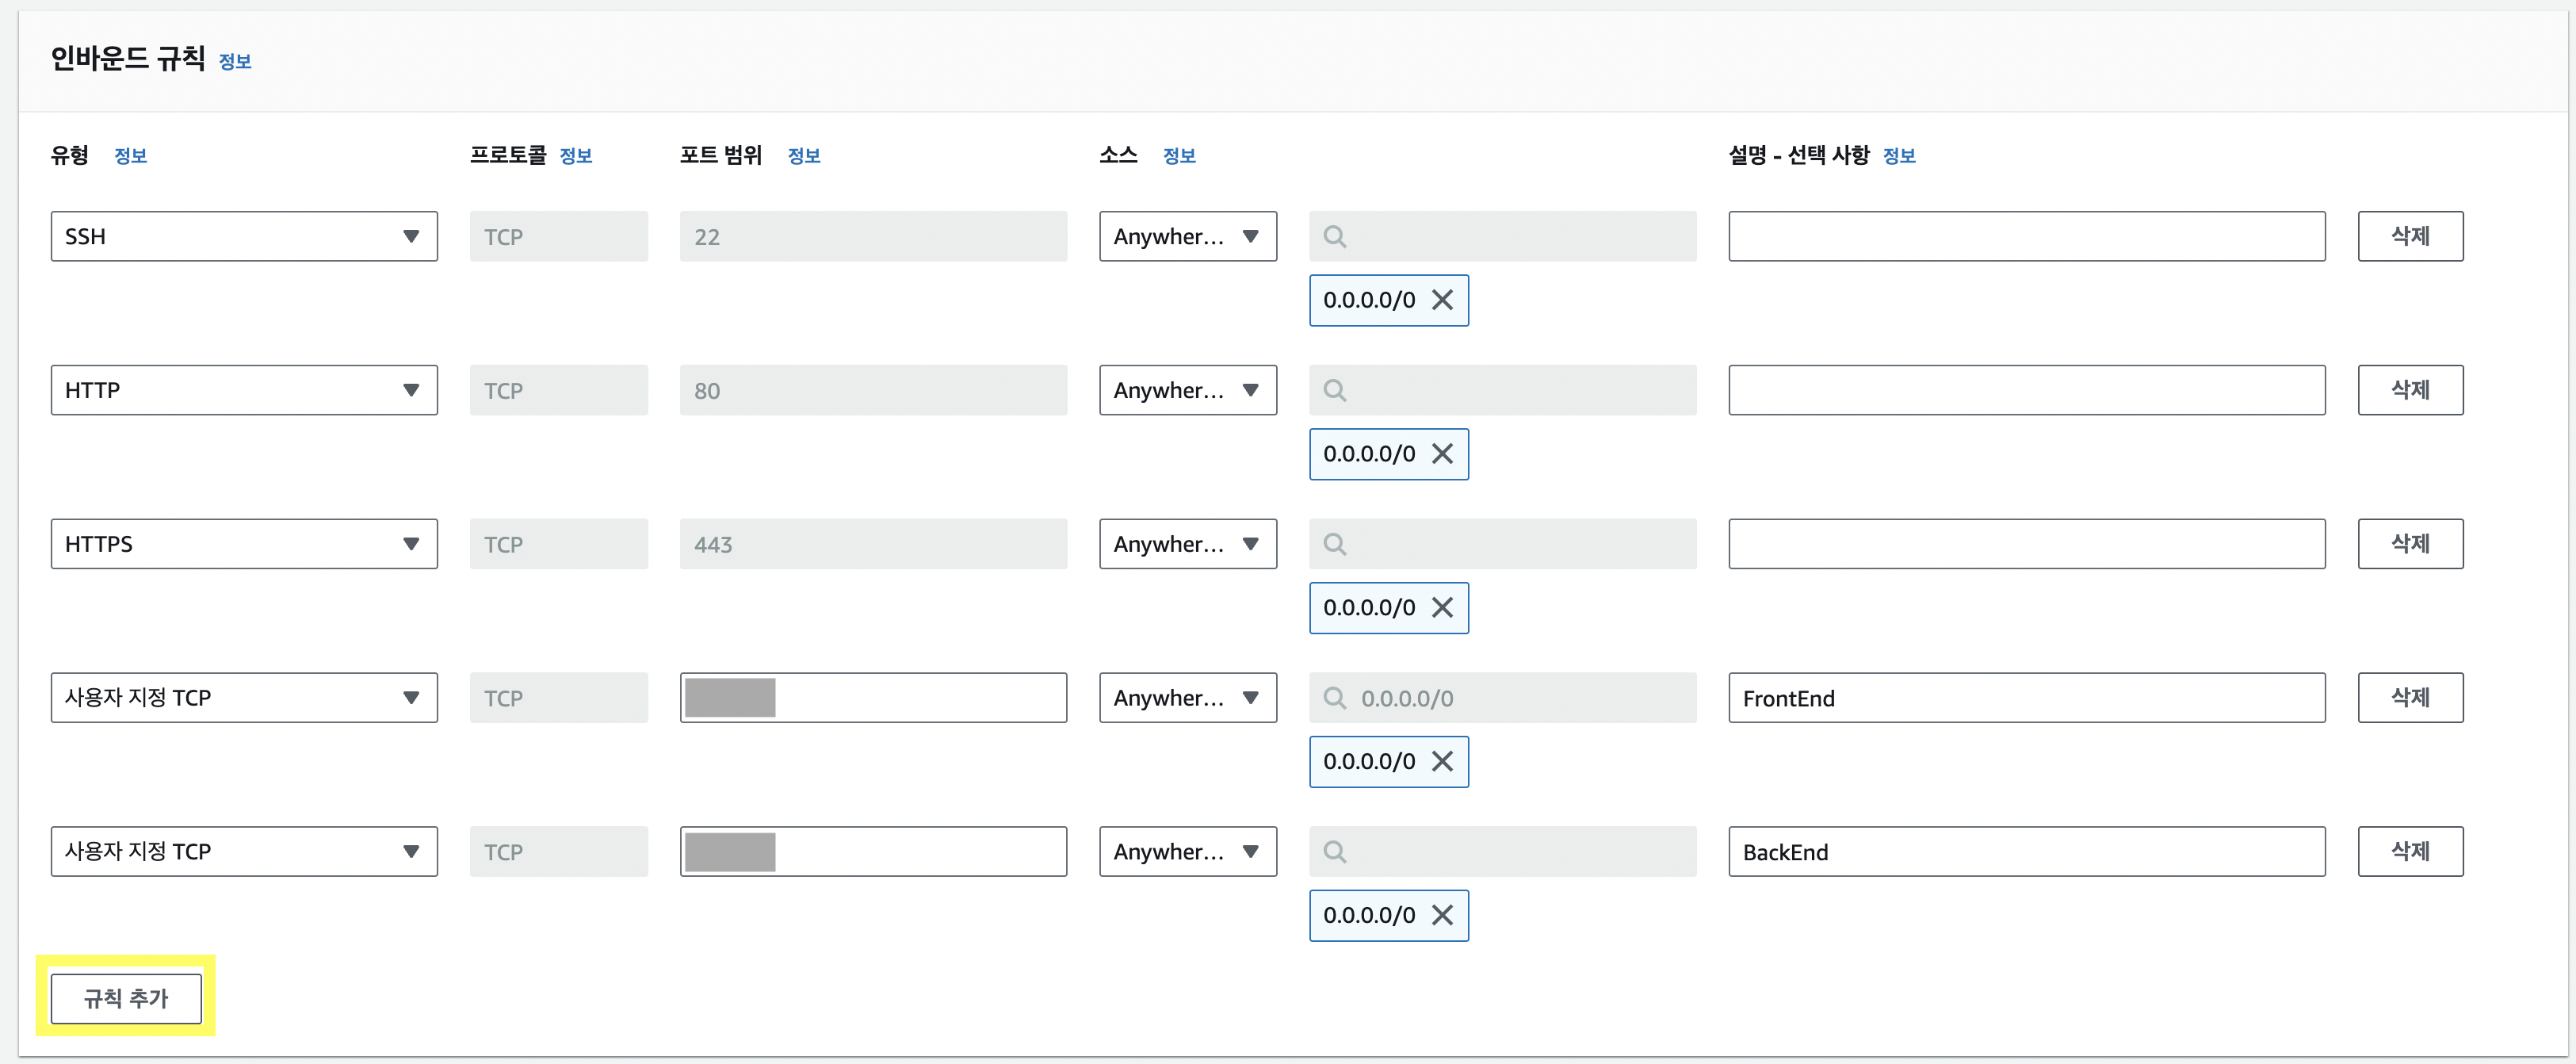 인바운드 규칙 정보
유형 정보 프로토콜 정보 포트 범위 정보 소스 정보 설명 - 선택 사항 정보
SSH TCP 22 Anywher... 삭제
0.0.0.0/0
HTTP TCP 80 Anywher... 삭제
0.0.0.0/0
HTTPS TCP 443 Anywher... 삭제
0.0.0.0/0
사용자 지정 TCP TCP Anywher... 0.0.0.0/0 FrontEnd 삭제
0.0.0.0/0
사용자 지정 TCP TCP Anywher... BackEnd 삭제
0.0.0.0/0
규칙 추가